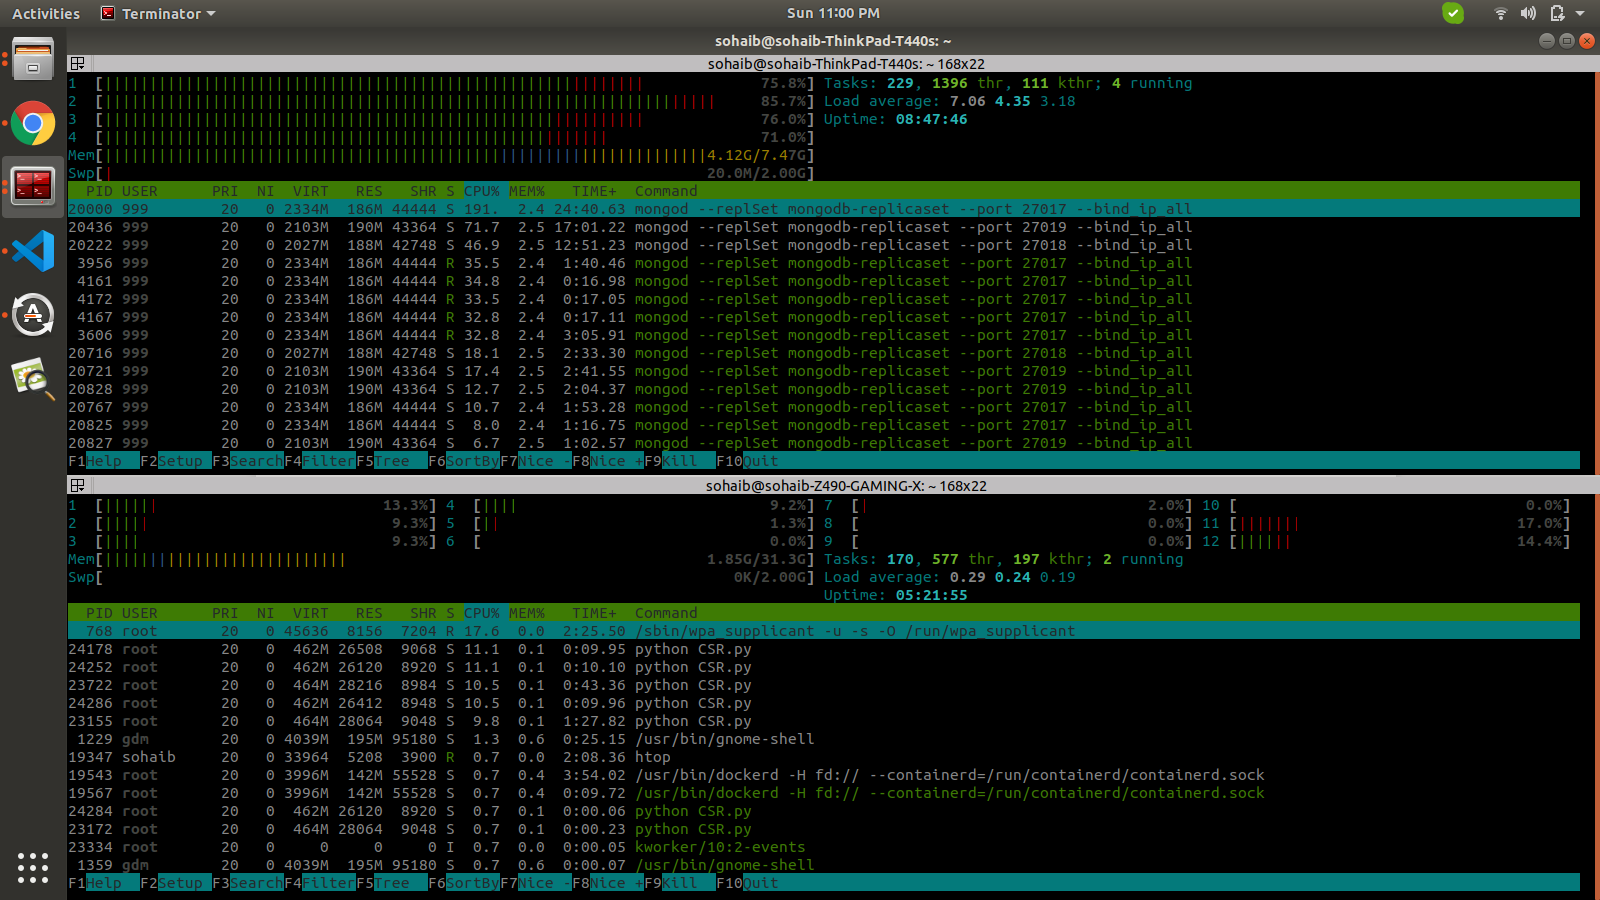 Activities Terminator Sun 11:00 PM
sohaib@sohaib-ThinkPad-T440s: ~
sohaib@sohaib-ThinkPad-T440s: ~ 168x22
1 [ 75.8%] Tasks: 229, 1396 thr, 111 kthr; 4 running
2 [ 85.7%] Load average: 7.06 4.35 3.18
3 [ 76.0%] Uptime: 08:47:46
4 [ 71.0%]
Mem[ 4.12G/7.47G]
Swp[ 20.0M/2.00G]
PID USER PRI NI VIRT RES SHR S CPU% MEM% TIME+ Command
20000 999 20 0 2334M 186M 44444 S 191. 2.4 24:40.63 mongod --replSet mongodb-replicaset --port 27017 --bind_ip_all
20436 999 20 0 2103M 190M 43364 S 71.7 2.5 17:01.22 mongod --replSet mongodb-replicaset --port 27019 --bind_ip_all
20222 999 20 0 2027M 188M 42748 S 46.9 2.5 12:51.23 mongod --replSet mongodb-replicaset --port 27018 --bind_ip_all
3956 999 20 0 2334M 186M 44444 R 35.5 2.4 1:40.46 mongod --replSet mongodb-replicaset --port 27017 --bind_ip_all
4161 999 20 0 2334M 186M 44444 R 34.8 2.4 0:16.98 mongod --replSet mongodb-replicaset --port 27017 --bind_ip_all
4172 999 20 0 2334M 186M 44444 R 33.5 2.4 0:17.05 mongod --replSet mongodb-replicaset --port 27017 --bind_ip_all
4167 999 20 0 2334M 186M 44444 R 32.8 2.4 0:17.11 mongod --replSet mongodb-replicaset --port 27017 --bind_ip_all
3606 999 20 0 2334M 186M 44444 R 32.8 2.4 3:05.91 mongod --replSet mongodb-replicaset --port 27017 --bind_ip_all
20716 999 20 0 2027M 188M 42748 S 18.1 2.5 2:33.30 mongod --replSet mongodb-replicaset --port 27018 --bind_ip_all
20721 999 20 0 2103M 190M 43364 S 17.4 2.5 2:41.55 mongod --replSet mongodb-replicaset --port 27019 --bind_ip_all
20828 999 20 0 2103M 190M 43364 S 12.7 2.5 2:04.37 mongod --replSet mongodb-replicaset --port 27019 --bind_ip_all
20767 999 20 0 2334M 186M 44444 S 10.7 2.4 1:53.28 mongod --replSet mongodb-replicaset --port 27017 --bind_ip_all
20825 999 20 0 2334M 186M 44444 S 8.0 2.4 1:16.75 mongod --replSet mongodb-replicaset --port 27017 --bind_ip_all
20827 999 20 0 2103M 190M 43364 S 6.7 2.5 1:02.57 mongod --replSet mongodb-replicaset --port 27019 --bind_ip_all
F1Help F2Setup F3SearchF4FilterF5Tree F6SortByF7Nice -F8Nice +F9Kill F10Quit
sohaib@sohaib-Z490-GAMING-X: ~ 168x22
1 [ 13.3%] 4 [ 9.2%] 7 [ 2.0%] 10 [ 0.0%]
2 [ 9.3%] 5 [ 1.3%] 8 [ 0.0%] 11 [ 17.0%]
3 [ 9.3%] 6 [ 0.0%] 9 [ 0.0%] 12 [ 14.4%]
Mem[ 1.85G/31.3G] Tasks: 170, 577 thr, 197 kthr; 2 running
Swp[ 0K/2.00G] Load average: 0.29 0.24 0.19
Uptime: 05:21:55
PID USER PRI NI VIRT RES SHR S CPU% MEM% TIME+ Command
768 root 20 0 45636 8156 7204 R 17.6 0.0 2:25.50 /sbin/wpa_supplicant -u -s -O /run/wpa_supplicant
24178 root 20 0 462M 26508 9068 S 11.1 0.1 0:09.95 python CSR.py
24252 root 20 0 462M 26120 8920 S 11.1 0.1 0:10.10 python CSR.py
23722 root 20 0 464M 28216 8984 S 10.5 0.1 0:43.36 python CSR.py
24286 root 20 0 462M 26412 8948 S 10.5 0.1 0:09.96 python CSR.py
23155 root 20 0 464M 28064 9048 S 9.8 0.1 1:27.82 python CSR.py
1229 gdm 20 0 4039M 195M 95180 S 1.3 0.6 0:25.15 /usr/bin/gnome-shell
19347 sohaib 20 0 33964 5208 3900 R 0.7 0.0 2:08.36 htop
19543 root 20 0 3996M 142M 55528 S 0.7 0.4 3:54.02 /usr/bin/dockerd -H fd:// --containerd=/run/containerd/containerd.sock
19567 root 20 0 3996M 142M 55528 S 0.7 0.4 0:09.72 /usr/bin/dockerd -H fd:// --containerd=/run/containerd/containerd.sock
24284 root 20 0 462M 26120 8920 S 0.7 0.1 0:00.06 python CSR.py
23172 root 20 0 464M 28064 9048 S 0.7 0.1 0:00.23 python CSR.py
23334 root 20 0 0 0 0 I 0.7 0.0 0:00.05 kworker/10:2-events
1359 gdm 20 0 4039M 195M 95180 S 0.7 0.6 0:00.07 /usr/bin/gnome-shell
F1Help F2Setup F3SearchF4FilterF5Tree F6SortByF7Nice -F8Nice +F9Kill F10Quit